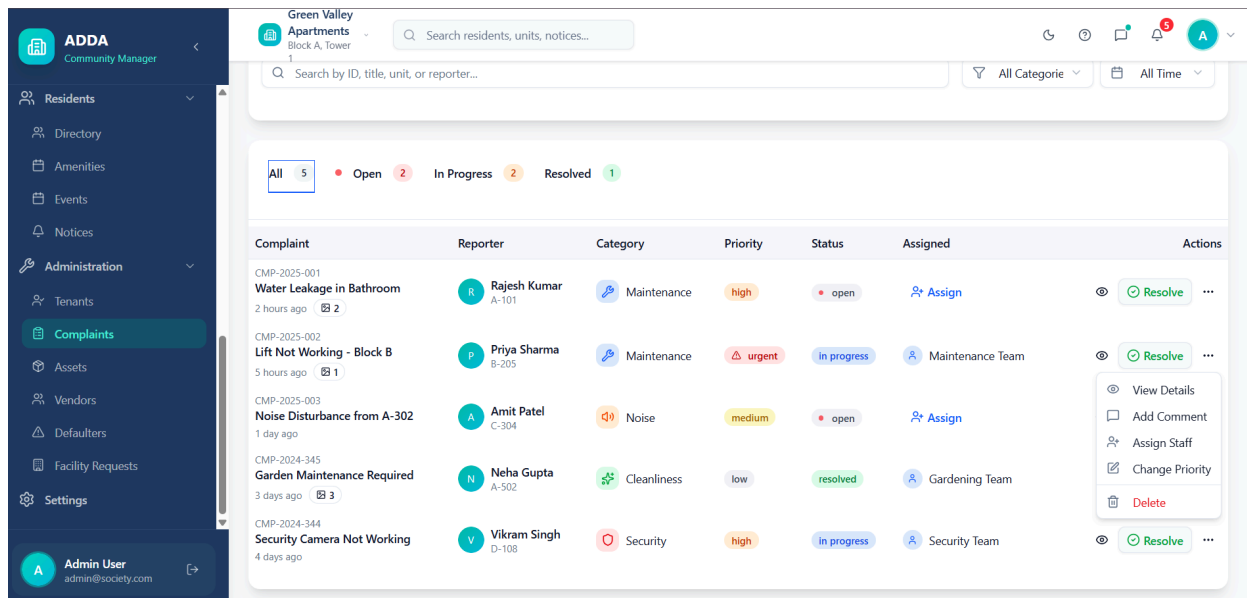 ADDA
Community Manager
Green Valley
Apartments
Block A, Tower
1
Search residents, units, notices...
5
A
Residents
Directory
Amenities
Events
Notices
Administration
Tenants
Complaints
Assets
Vendors
Defaulters
Facility Requests
Settings
A
Admin User
admin@society.com
Search by ID, title, unit, or reporter...
All Categorie
All Time
All 5
Open 2
In Progress 2
Resolved 1
Complaint Reporter Category Priority Status Assigned Actions
CMP-2025-001
Water Leakage in Bathroom
2 hours ago 2
R
Rajesh Kumar
A-101
Maintenance
high
open
Assign
Resolve
CMP-2025-002
Lift Not Working - Block B
5 hours ago 1
P
Priya Sharma
B-205
Maintenance
urgent
in progress
Maintenance Team
Resolve
CMP-2025-003
Noise Disturbance from A-302
1 day ago
A
Amit Patel
C-304
Noise
medium
open
Assign
CMP-2024-345
Garden Maintenance Required
3 days ago 3
N
Neha Gupta
A-502
Cleanliness
low
resolved
Gardening Team
CMP-2024-344
Security Camera Not Working
4 days ago
V
Vikram Singh
D-108
Security
high
in progress
Security Team
Resolve
View Details
Add Comment
Assign Staff
Change Priority
Delete